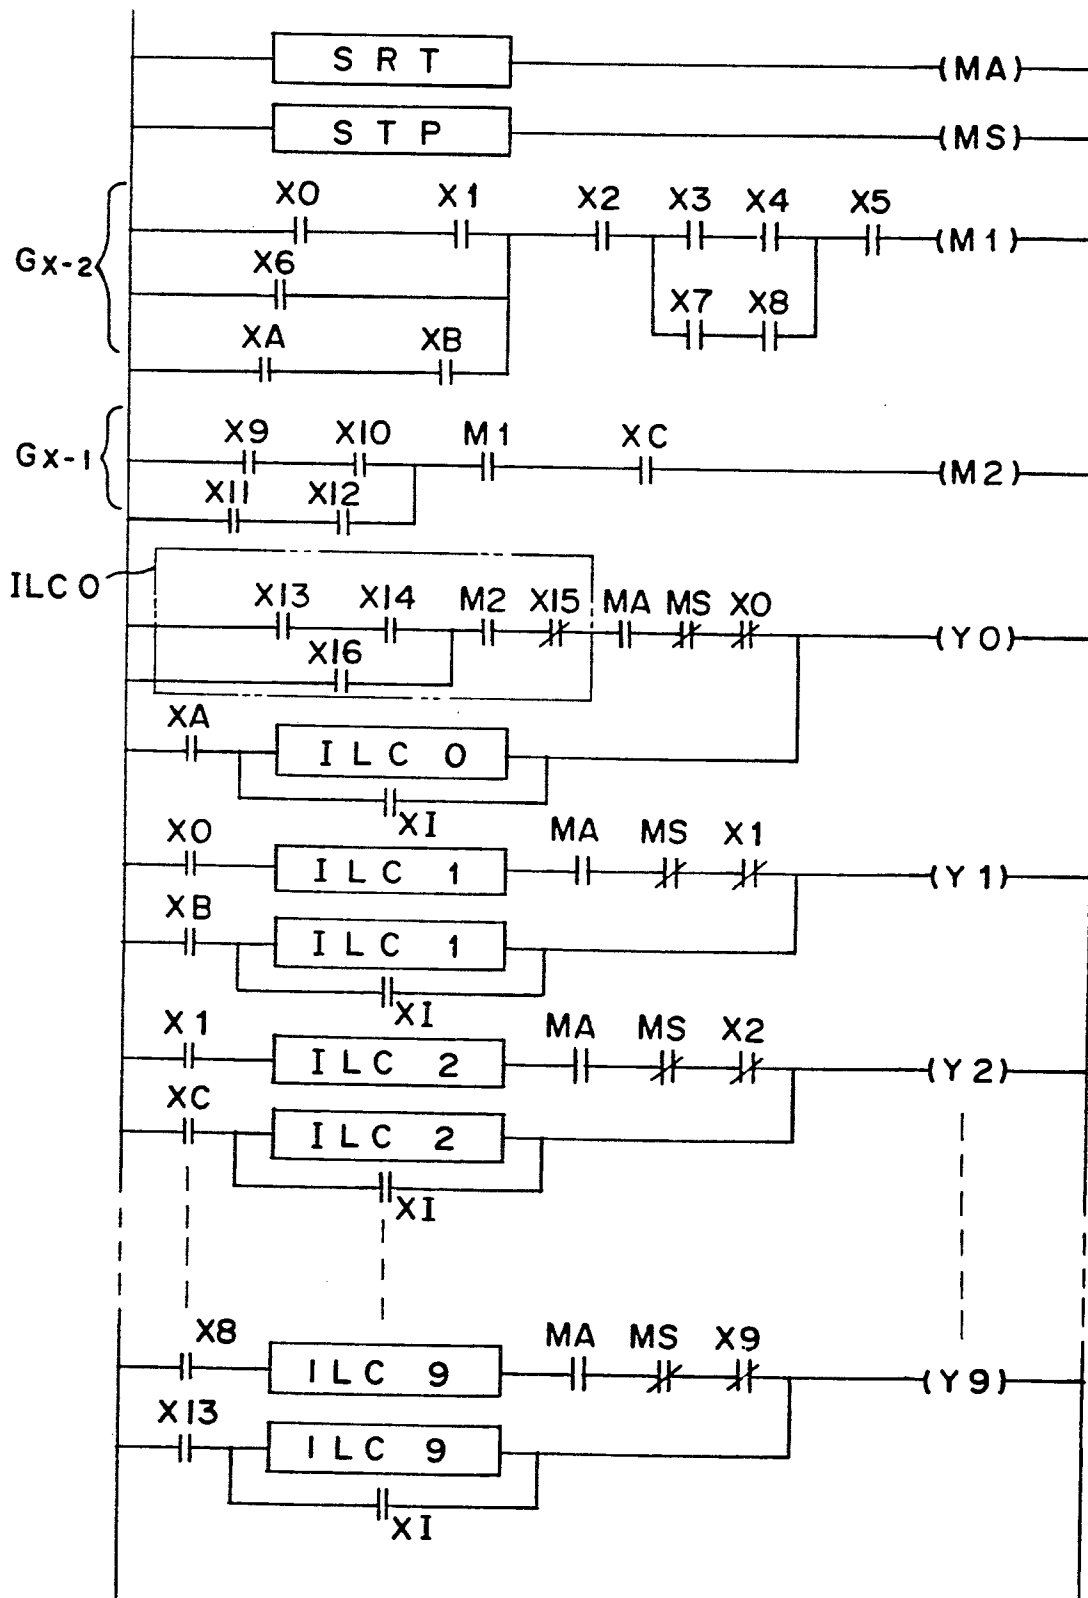 SRT (MA)
STP (MS)
X0 X1 X2 X3 X4 X5
GX-2 (M1)
X6 X7 X8
XA XB
X9 X10 M1 XC
GX-1 (M2)
X11 X12
ILC0
X13 X14 M2 X15 MA MS X0
(Y0)
X16
XA
ILC 0
XI
X0 MA MS X1
ILC 1 (Y1)
XB
ILC 1
XI
X1 MA MS X2
ILC 2 (Y2)
XC
ILC 2
XI
X8 MA MS X9
ILC 9 (Y9)
X13
ILC 9
XI